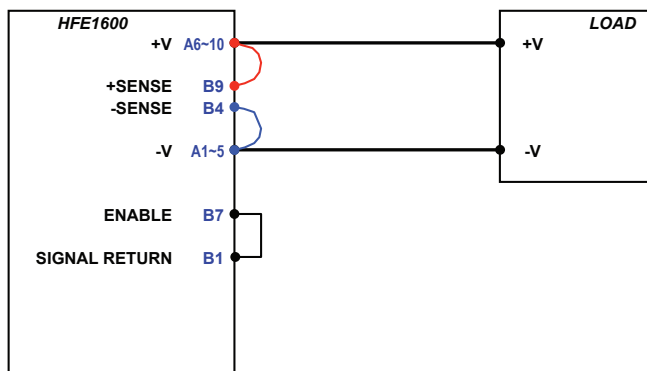 HFE1600 LOAD
+V A6~10 +V
+SENSE B9
-SENSE B4
-V A1~5 -V
ENABLE B7
SIGNAL RETURN B1